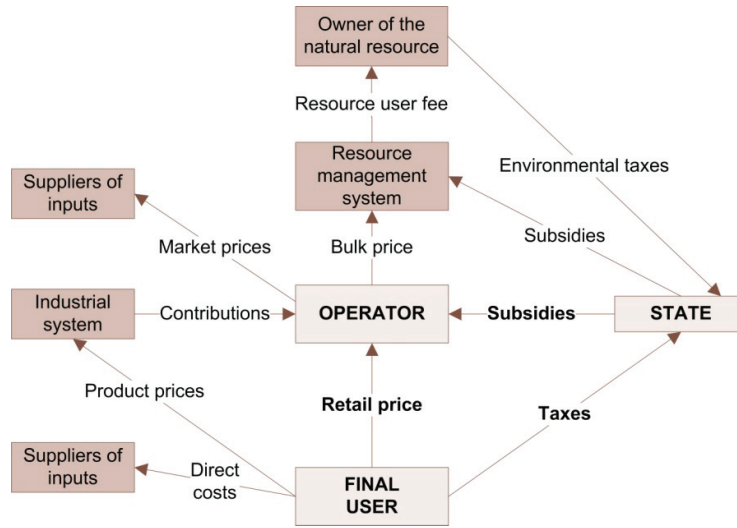 Owner of the
natural resource
Resource user fee
Resource
management
system
Environmental taxes
Suppliers of
inputs
Subsidies
Market prices
Bulk price
Industrial
system
Contributions
OPERATOR
Subsidies
STATE
Product prices
Retail price
Taxes
Suppliers of
inputs
Direct
costs
FINAL
USER